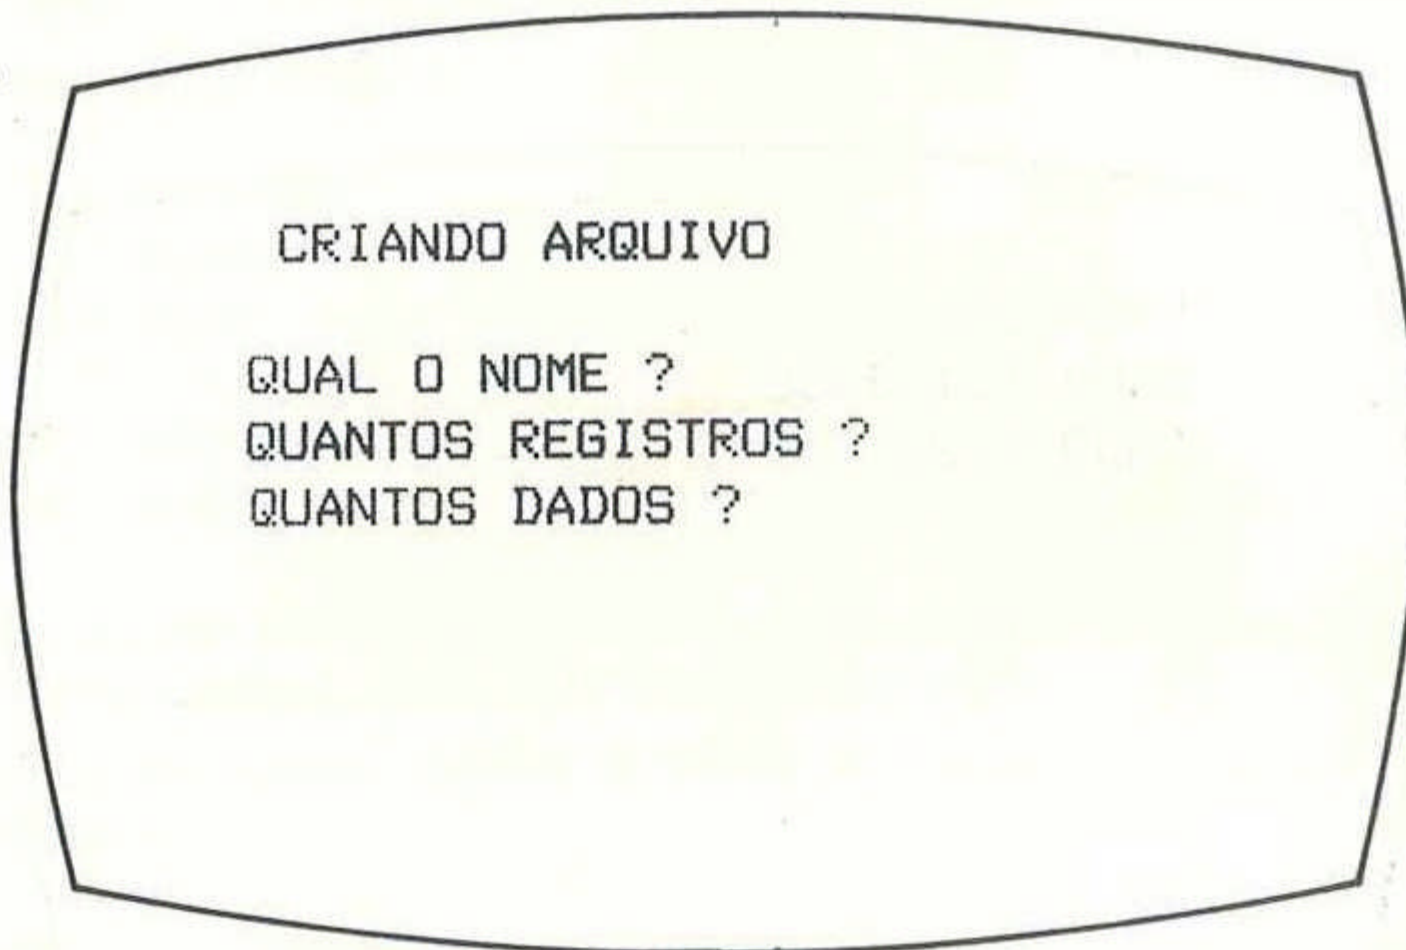 CRIANDO ARQUIVO
QUAL O NOME ?
QUANTOS REGISTROS ?
QUANTOS DADOS ?